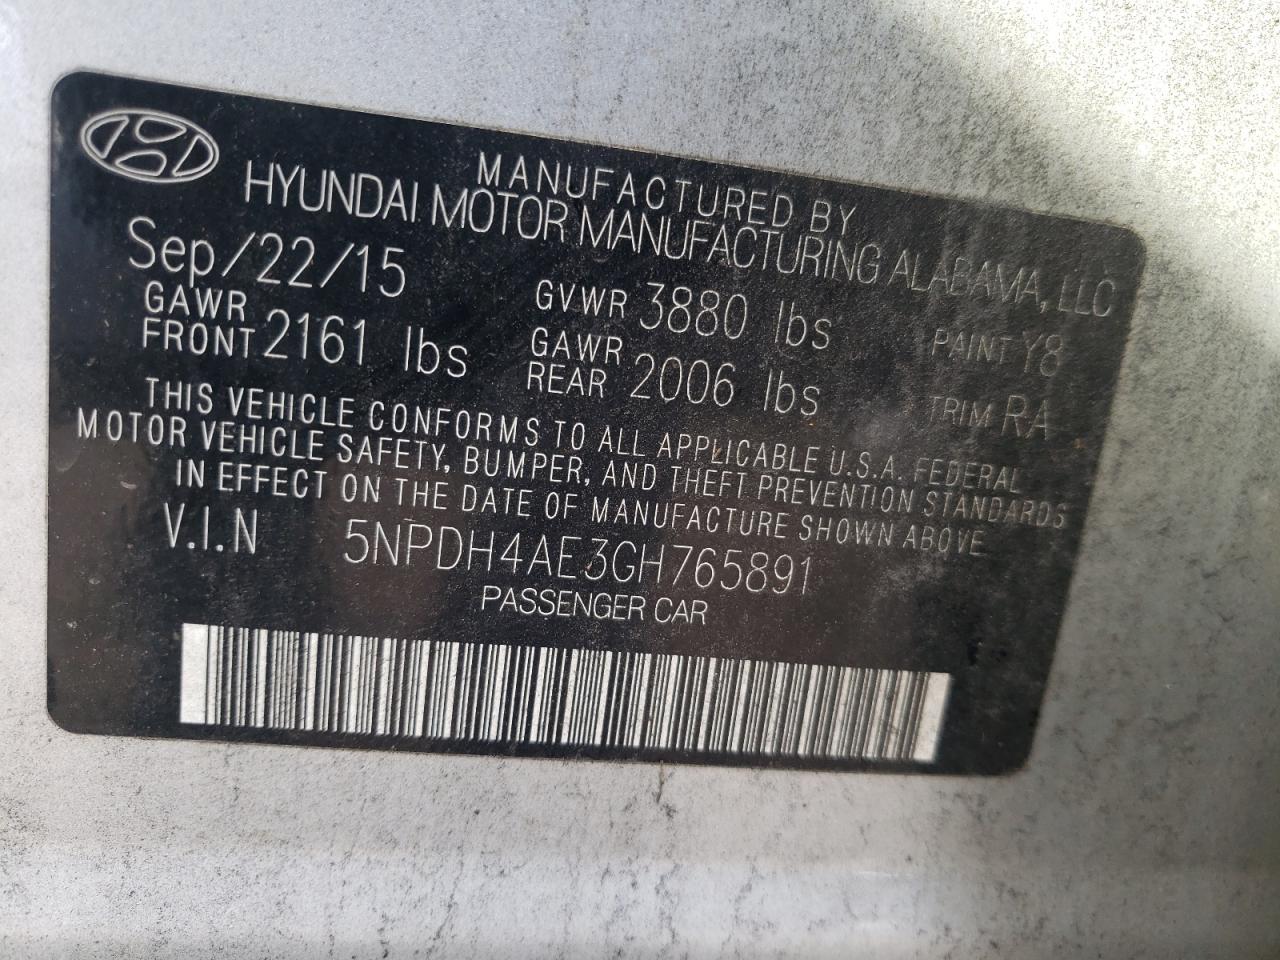 MANUFACTURED BY
HYUNDAI MOTOR MANUFACTURING ALABAMA, LLC
Sep/22/15 GVWR 3880 lbs PAINT Y8
GAWR FRONT 2161 lbs GAWR REAR 2006 lbs TRIM RA
THIS VEHICLE CONFORMS TO ALL APPLICABLE U.S.A. FEDERAL
MOTOR VEHICLE SAFETY, BUMPER, AND THEFT PREVENTION STANDARDS
IN EFFECT ON THE DATE OF MANUFACTURE SHOWN ABOVE
V.I.N 5NPDH4AE3GH765891
PASSENGER CAR